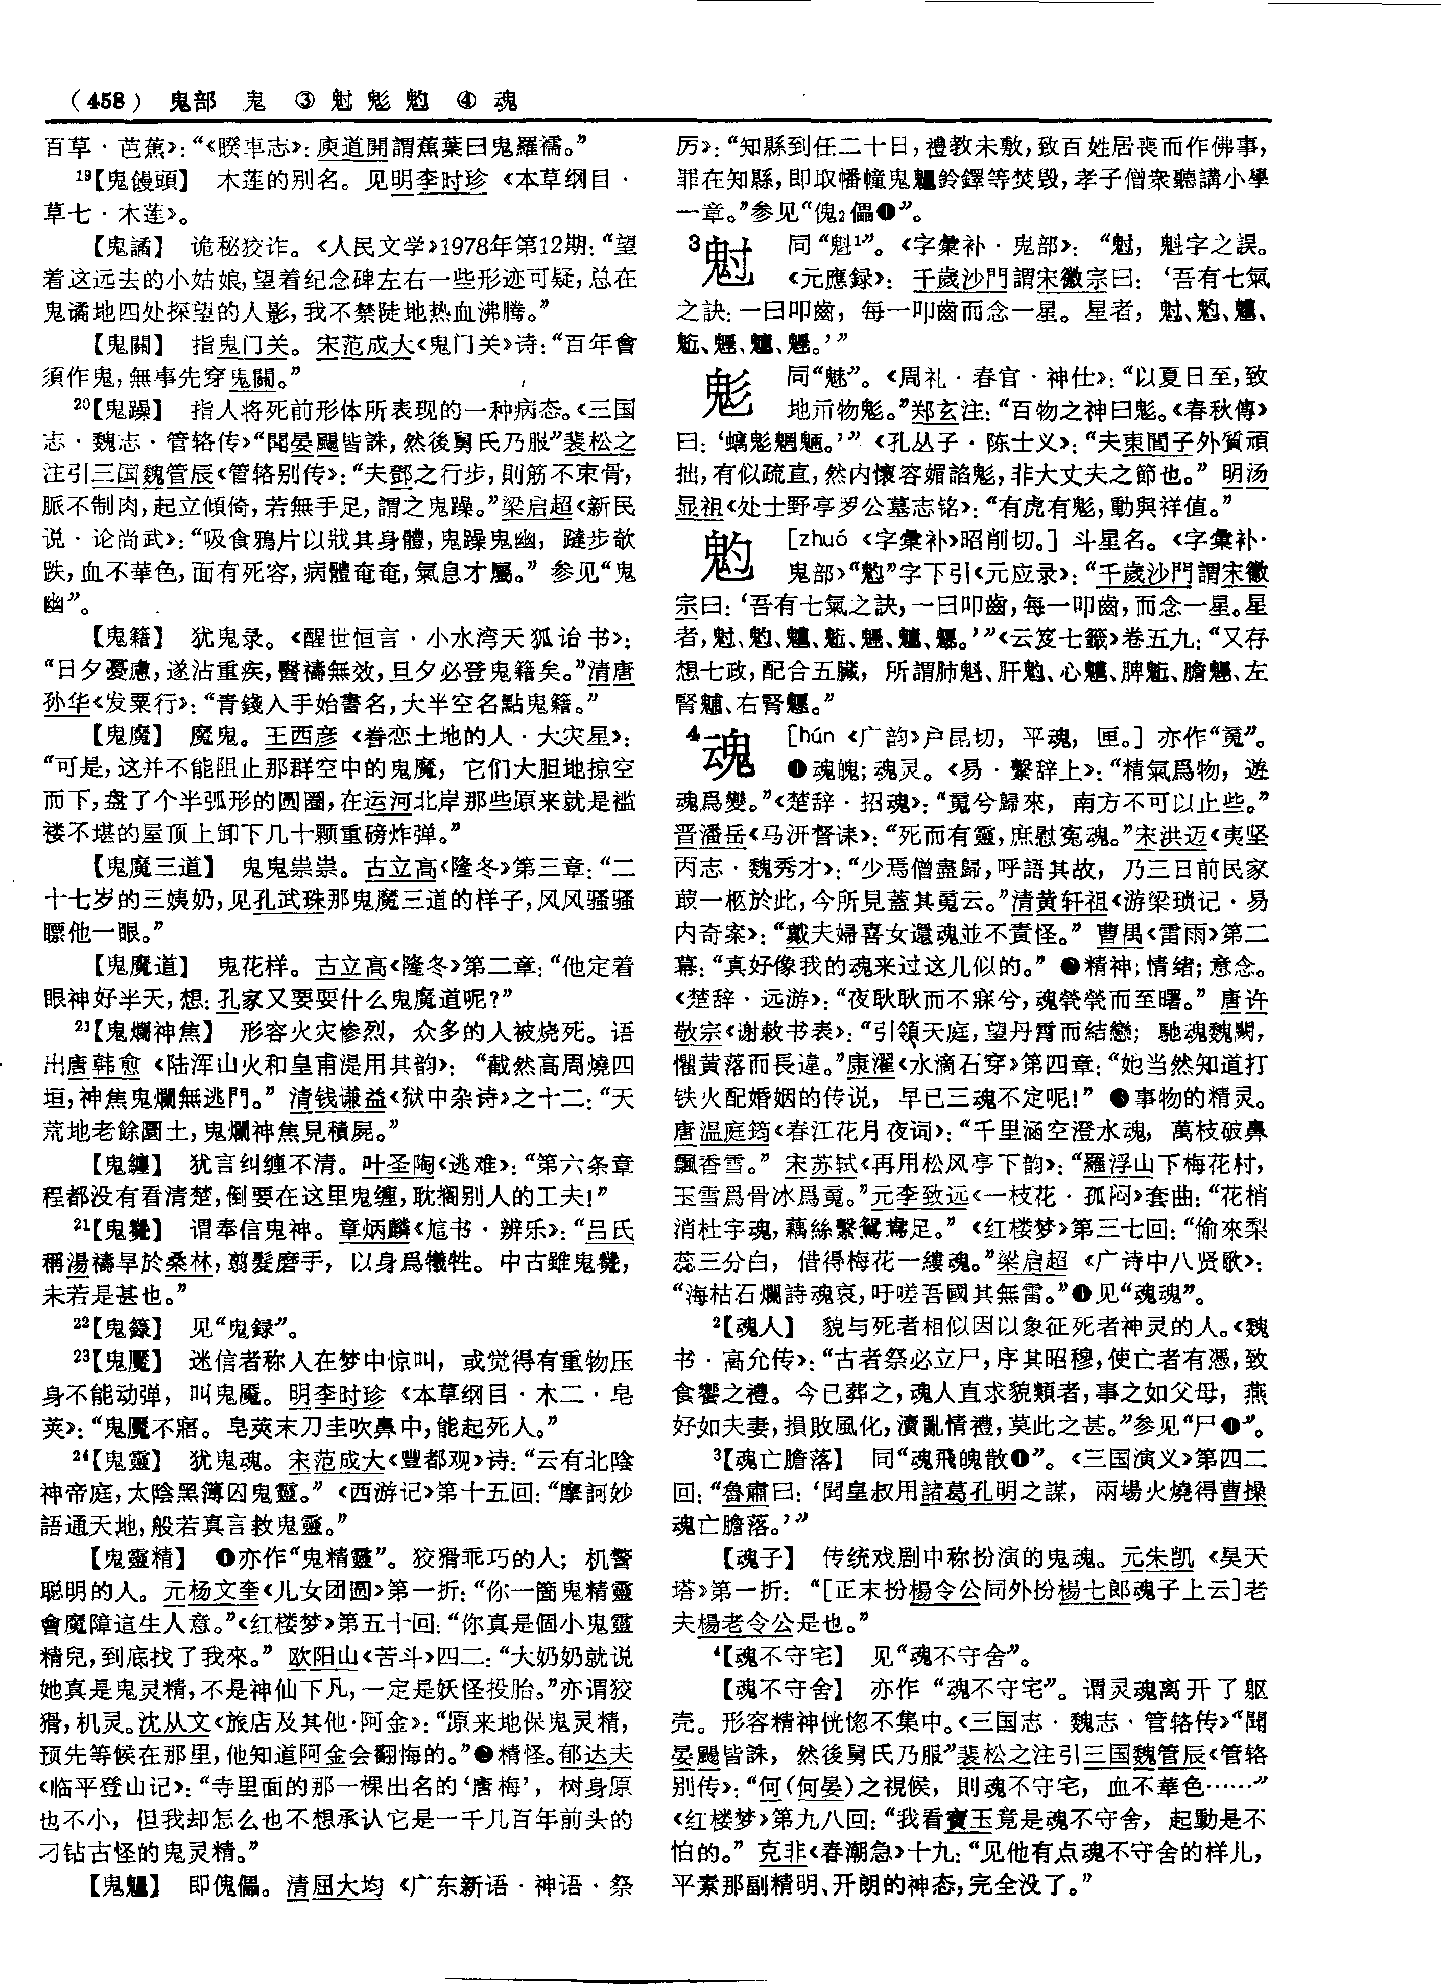 （458） 鬼部 鬼 ③ 魀 鬽 魡 ④ 魂
百草·芭蕉》：“《暌車志》：庾道開謂蕉葉曰鬼羅襦。”
19【鬼馒頭】 木莲的别名。见明李时珍《本草纲目·
草七·木莲》。
【鬼譎】 诡秘狡诈。《人民文学》1978年第12期：“望
着这远去的小姑娘，望着纪念碑左右一些形迹可疑，总在
鬼谲地四处探望的人影，我不禁陡地热血沸腾。”
【鬼關】 指鬼门关。宋范成大《鬼门关》诗：“百年會
須作鬼，無事先穿鬼關。”
20【鬼躁】 指人将死前形体所表现的一种病态。《三国
志·魏志·管辂传》“聞晏颺皆誅，然後舅氏乃服”裴松之
注引三国魏管辰《管辂别传》：“夫鄧之行步，則筋不束骨，
脈不制肉，起立傾倚，若無手足，謂之鬼躁。”梁启超《新民
说·论尚武》：“吸食鴉片以戕其身體，鬼躁鬼幽，躂步欹
跌，血不華色，面有死容，病體奄奄，氣息才屬。” 参见“鬼
幽”。
【鬼籍】 犹鬼录。《醒世恒言·小水湾天狐诒书》：
“日夕憂慮，遂沾重疾，醫禱無效，旦夕必登鬼籍矣。”清唐
孙华《发粟行》：“青錢入手始書名，大半空名點鬼籍。”
【鬼魔】 魔鬼。王西彦《眷恋土地的人·大灾星》：
“可是，这并不能阻止那群空中的鬼魔，它们大胆地掠空
而下，盘了个半弧形的圆圈，在运河北岸那些原来就是褴
褛不堪的屋顶上卸下几十颗重磅炸弹。”
【鬼魔三道】 鬼鬼祟祟。古立高《隆冬》第三章：“二
十七岁的三姨奶，见孔武珠那鬼魔三道的样子，风风骚骚
瞟他一眼。”
【鬼魔道】 鬼花样。古立高《隆冬》第二章：“他定着
眼神好半天，想：孔家又要耍什么鬼魔道呢？”
21【鬼爛神焦】 形容火灾惨烈，众多的人被烧死。语
出唐韩愈《陆浑山火和皇甫湜用其韵》：“截然高周燒四
垣，神焦鬼爛無逃門。” 清钱谦益《狱中杂诗》之十二：“天
荒地老餘圜土，鬼爛神焦見積屍。”
【鬼纏】 犹言纠缠不清。叶圣陶《逃难》：“第六条章
程都没有看清楚，倒要在这里鬼缠，耽搁别人的工夫！”
21【鬼㲊】 谓奉信鬼神。章炳麟《訄书·辨乐》：“吕氏
稱湯禱旱於桑林，翦髮磨手，以身爲犧牲。中古雖鬼㲊，
未若是甚也。”
22【鬼籙】 见“鬼録”。
23【鬼魘】 迷信者称人在梦中惊叫，或觉得有重物压
身不能动弹，叫鬼魇。明李时珍《本草纲目·木二·皂
荚》：“鬼魘不寤。皂莢末刀圭吹鼻中，能起死人。”
24【鬼靈】 犹鬼魂。宋范成大《豐都观》诗：“云有北陰
神帝庭，太陰黑簿囚鬼靈。” 《西游记》第十五回：“摩訶妙
語通天地，般若真言救鬼靈。”
【鬼靈精】 ❶亦作“鬼精靈”。狡猾乖巧的人；机警
聪明的人。元杨文奎《儿女团圆》第一折：“你一箇鬼精靈
會魔障這生人意。”《红楼梦》第五十回：“你真是個小鬼靈
精兒，到底找了我來。” 欧阳山《苦斗》四二：“大奶奶就说
她真是鬼灵精，不是神仙下凡，一定是妖怪投胎。”亦谓狡
猾，机灵。沈从文《旅店及其他·阿金》：“原来地保鬼灵精，
预先等候在那里，他知道阿金会翻悔的。”❷精怪。郁达夫
《临平登山记》：“寺里面的那一棵出名的‘唐梅’，树身原
也不小，但我却怎么也不想承认它是一千几百年前头的
刁钻古怪的鬼灵精。”
【鬼魌】 即傀儡。清屈大均《广东新语·神语·祭
厉》：“知縣到任二十日，禮教未敷，致百姓居喪而作佛事，
罪在知縣，即取幡幢鬼魌鈴鐸等焚毁，孝子僧衆聽講小學
一章。”参见“傀2儡❶”。
3魀 同“魁1”。《字彙补·鬼部》：“魀，魁字之誤。
《元應録》：千歲沙門謂宋徽宗曰：‘吾有七氣
之訣：一曰叩齒，每一叩齒而念一星。星者，
鬽 同“魅”。《周礼·春官·神仕》：“以夏日至，致
地示物鬽。”郑玄注：“百物之神曰鬽。《春秋傳》
曰：‘螭鬽魍魎。’” 《孔丛子·陈士义》：“夫東閭子外質頑
拙，有似疏直，然内懷容媚諂鬽，非大丈夫之節也。” 明汤
显祖《处士野亭罗公墓志铭》：“有虎有鬽，動與祥值。”
魡 [zhuó 《字彙补》昭削切。] 斗星名。《字彙补·
鬼部》“魡”字下引《元应录》：“千歲沙門謂宋徽
宗曰：‘吾有七氣之訣，一曰叩齒，每一叩齒，而念一星。星
者，《云笈七籤》卷五九：“又存
想七政，配合五臟，所謂肺魁、肝魡、心、脾、膽、左
腎、右腎。”
4魂 [hún 《广韵》户昆切，平魂，匣。] 亦作“䰟”。
❶魂魄；魂灵。《易·繫辞上》：“精氣爲物，遊
魂爲變。”《楚辞·招魂》：“䰟兮歸來，南方不可以止些。”
晋潘岳《马汧督诔》：“死而有靈，庶慰冤魂。”宋洪迈《夷坚
丙志·魏秀才》：“少焉僧盡歸，呼語其故，乃三日前民家
菆一柩於此，今所見蓋其䰟云。”清黄轩祖《游梁琐记·易
内奇案》：“戴夫婦喜女還魂並不責怪。” 曹禺《雷雨》第二
幕：“真好像我的魂来过这儿似的。” ❷精神；情绪；意念。
《楚辞·远游》：“夜耿耿而不寐兮，魂煢煢而至曙。” 唐许
敬宗《谢敕书表》：“引領天庭，望丹霄而結戀；馳魂魏闕，
懼黄落而長違。”康濯《水滴石穿》第四章：“她当然知道打
铁火配婚姻的传说，早已三魂不定呢！” ❸事物的精灵。
唐温庭筠《春江花月夜词》：“千里涵空澄水魂，萬枝破鼻
飄香雪。” 宋苏轼《再用松风亭下韵》：“羅浮山下梅花村，
玉雪爲骨冰爲䰟。”元李致远《一枝花·孤闷》套曲：“花梢
消杜宇魂，藕絲繫鴛鴦足。” 《红楼梦》第三七回：“偷來梨
蕊三分白，借得梅花一縷魂。”梁启超《广诗中八贤歌》：
“海枯石爛詩魂哀，吁嗟吾國其無雷。”❹见“魂魂”。
2【魂人】 貌与死者相似因以象征死者神灵的人。《魏
书·高允传》：“古者祭必立尸，序其昭穆，使亡者有憑，致
食饗之禮。今已葬之，魂人直求貌類者，事之如父母，燕
好如夫妻，損敗風化，瀆亂情禮，莫此之甚。”参见“尸❶”。
3【魂亡膽落】 同“魂飛魄散❶”。《三国演义》第四二
回：“魯肅曰：‘聞皇叔用諸葛孔明之謀，兩場火燒得曹操
魂亡膽落。’”
【魂子】 传统戏剧中称扮演的鬼魂。元朱凯《昊天
塔》第一折：“[正末扮楊令公同外扮楊七郎魂子上云]老
夫楊老令公是也。”
4【魂不守宅】 见“魂不守舍”。
【魂不守舍】 亦作“魂不守宅”。谓灵魂离开了躯
壳。形容精神恍惚不集中。《三国志·魏志·管辂传》“聞
晏颺皆誅，然後舅氏乃服”裴松之注引三国魏管辰《管辂
别传》：“何（何晏）之視候，則魂不守宅，血不華色……”
《红楼梦》第九八回：“我看寶玉竟是魂不守舍，起動是不
怕的。” 克非《春潮急》十九：“见他有点魂不守舍的样儿，
平素那副精明、开朗的神态，完全没了。”